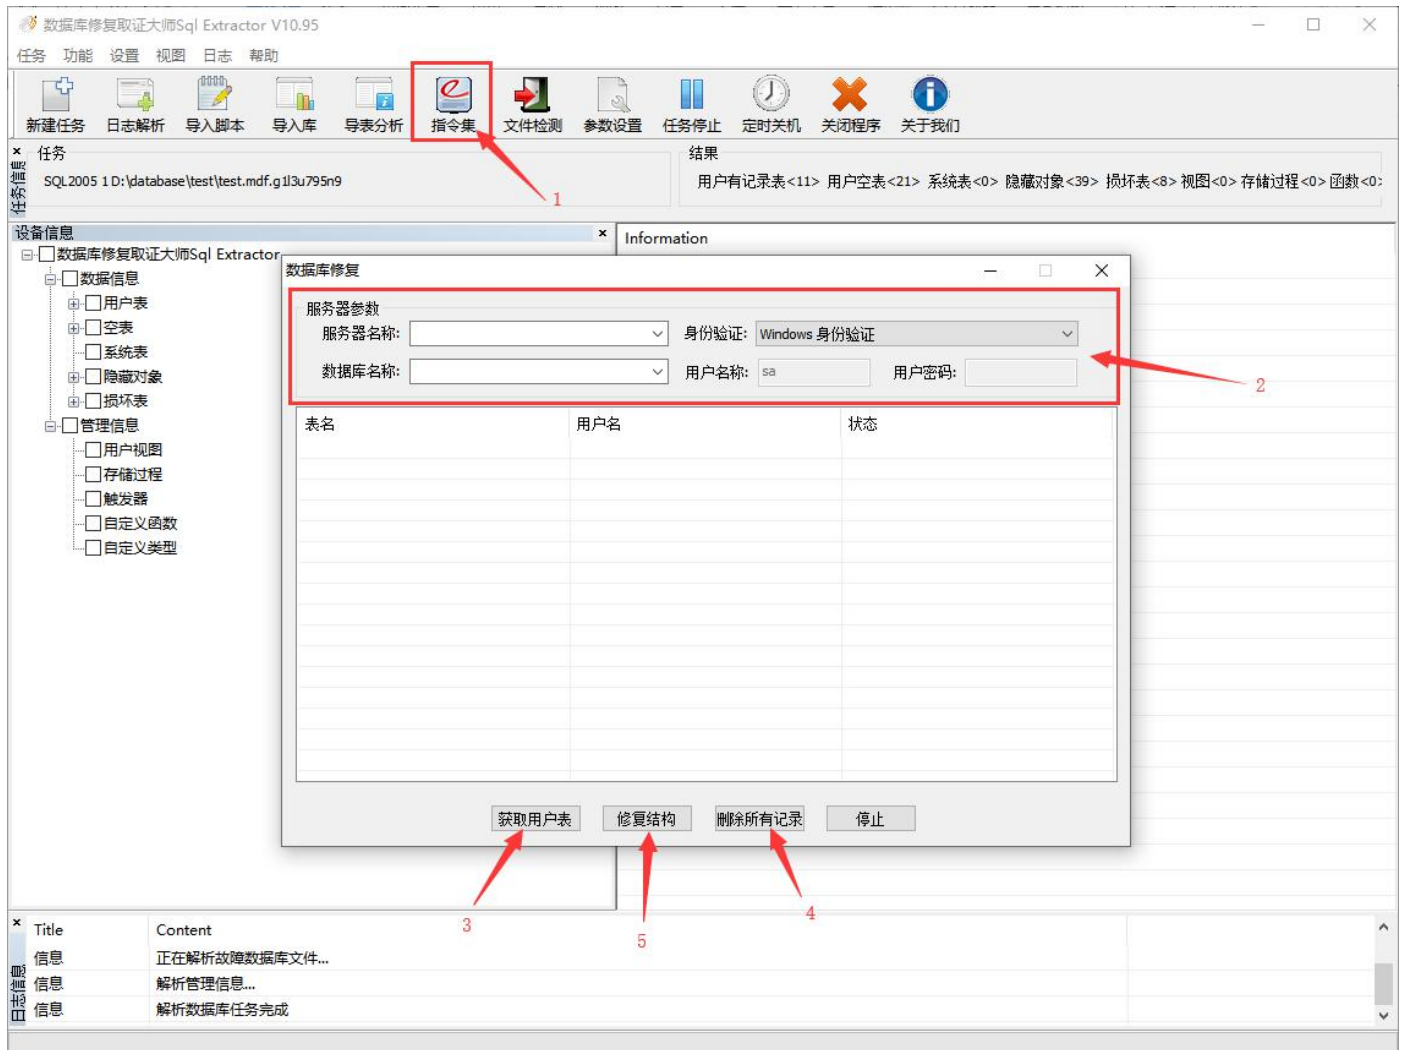 数据库修复取证大师Sql Extractor V10.95
任务 功能 设置 视图 日志 帮助
新建任务 日志解析 导入脚本 导入库 导表分析 指令集 文件检测 参数设置 任务停止 定时关机 关闭程序 关于我们
任务信息
任务
SQL2005 1 D:\database\test\test.mdf.g1l3u795n9
结果
用户有记录表<11> 用户空表<21> 系统表<0> 隐藏对象<39> 损坏表<8> 视图<0> 存储过程<0> 函数<0>
1
设备信息
数据库修复取证大师Sql Extractor
数据信息
用户表
空表
系统表
隐藏对象
损坏表
管理信息
用户视图
存储过程
触发器
自定义函数
自定义类型
Information
数据库修复
服务器参数
服务器名称: 身份验证: Windows 身份验证
数据库名称: 用户名称: sa 用户密码:
2
表名 用户名 状态
获取用户表 修复结构 删除所有记录 停止
3
5
4
日志信息
Title Content
信息 正在解析故障数据库文件...
信息 解析管理信息...
信息 解析数据库任务完成